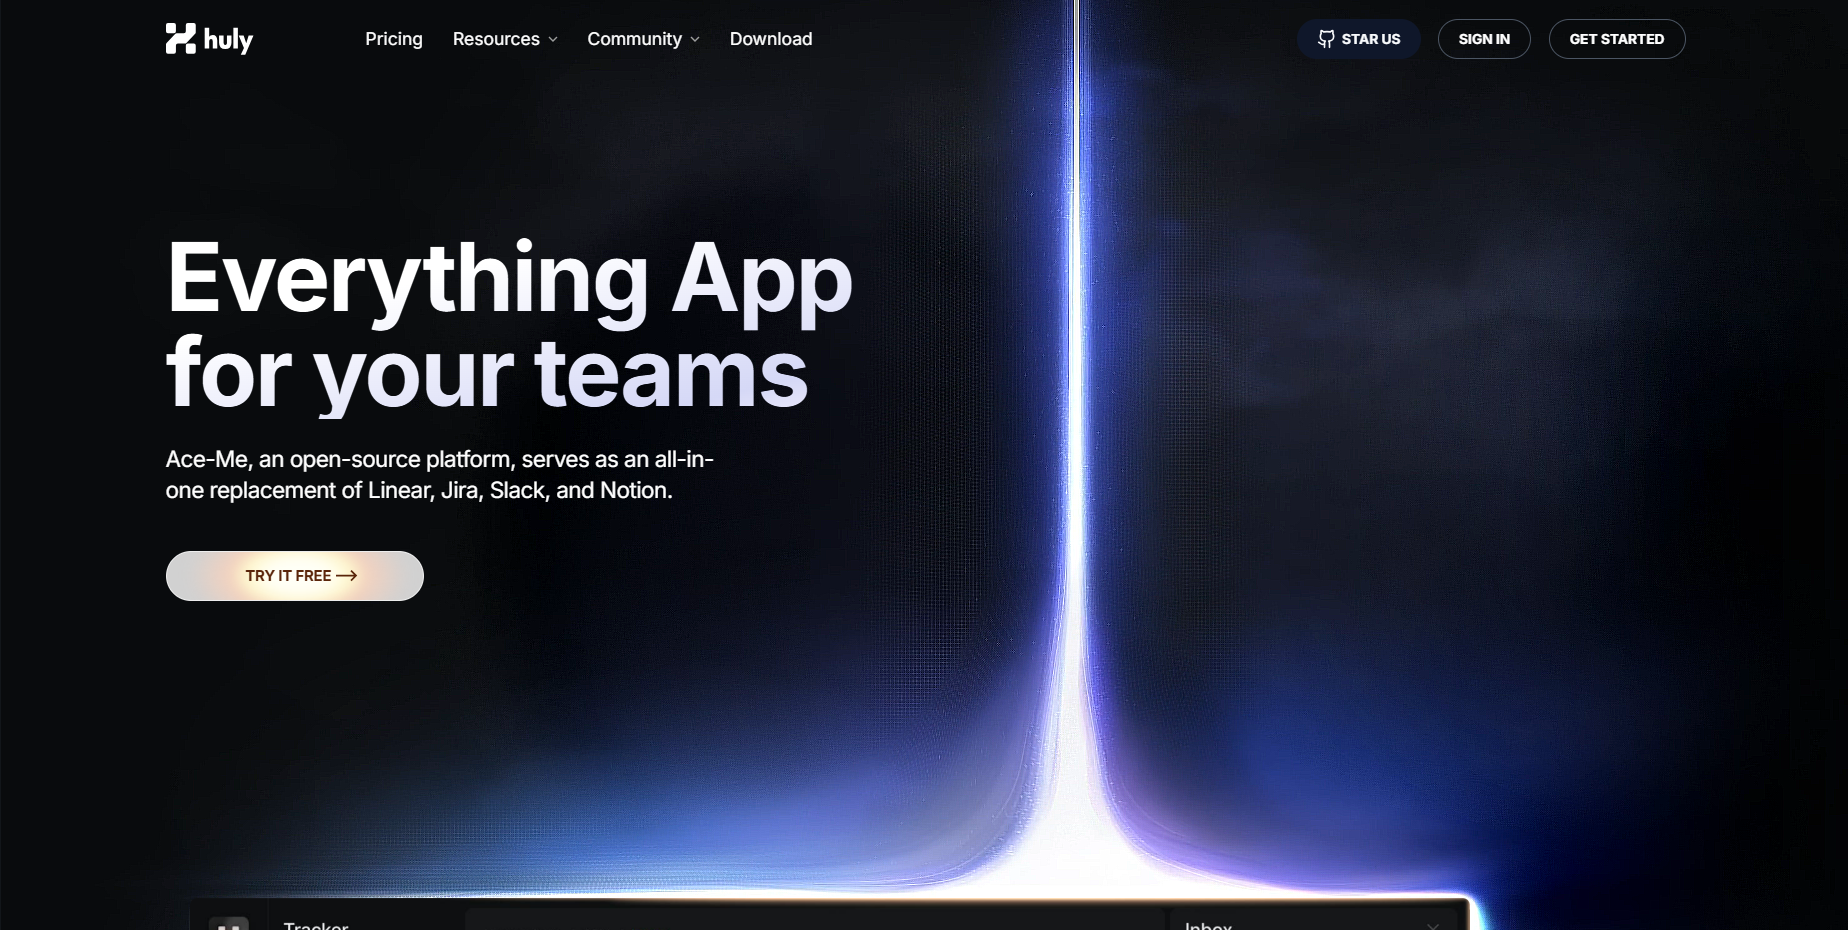 huly
Pricing
Resources
Community
Download
STAR US
SIGN IN
GET STARTED
Everything App
for your teams
Ace-Me, an open-source platform, serves as an all-in-
one replacement of Linear, Jira, Slack, and Notion.
TRY IT FREE
Tracker
Inbox